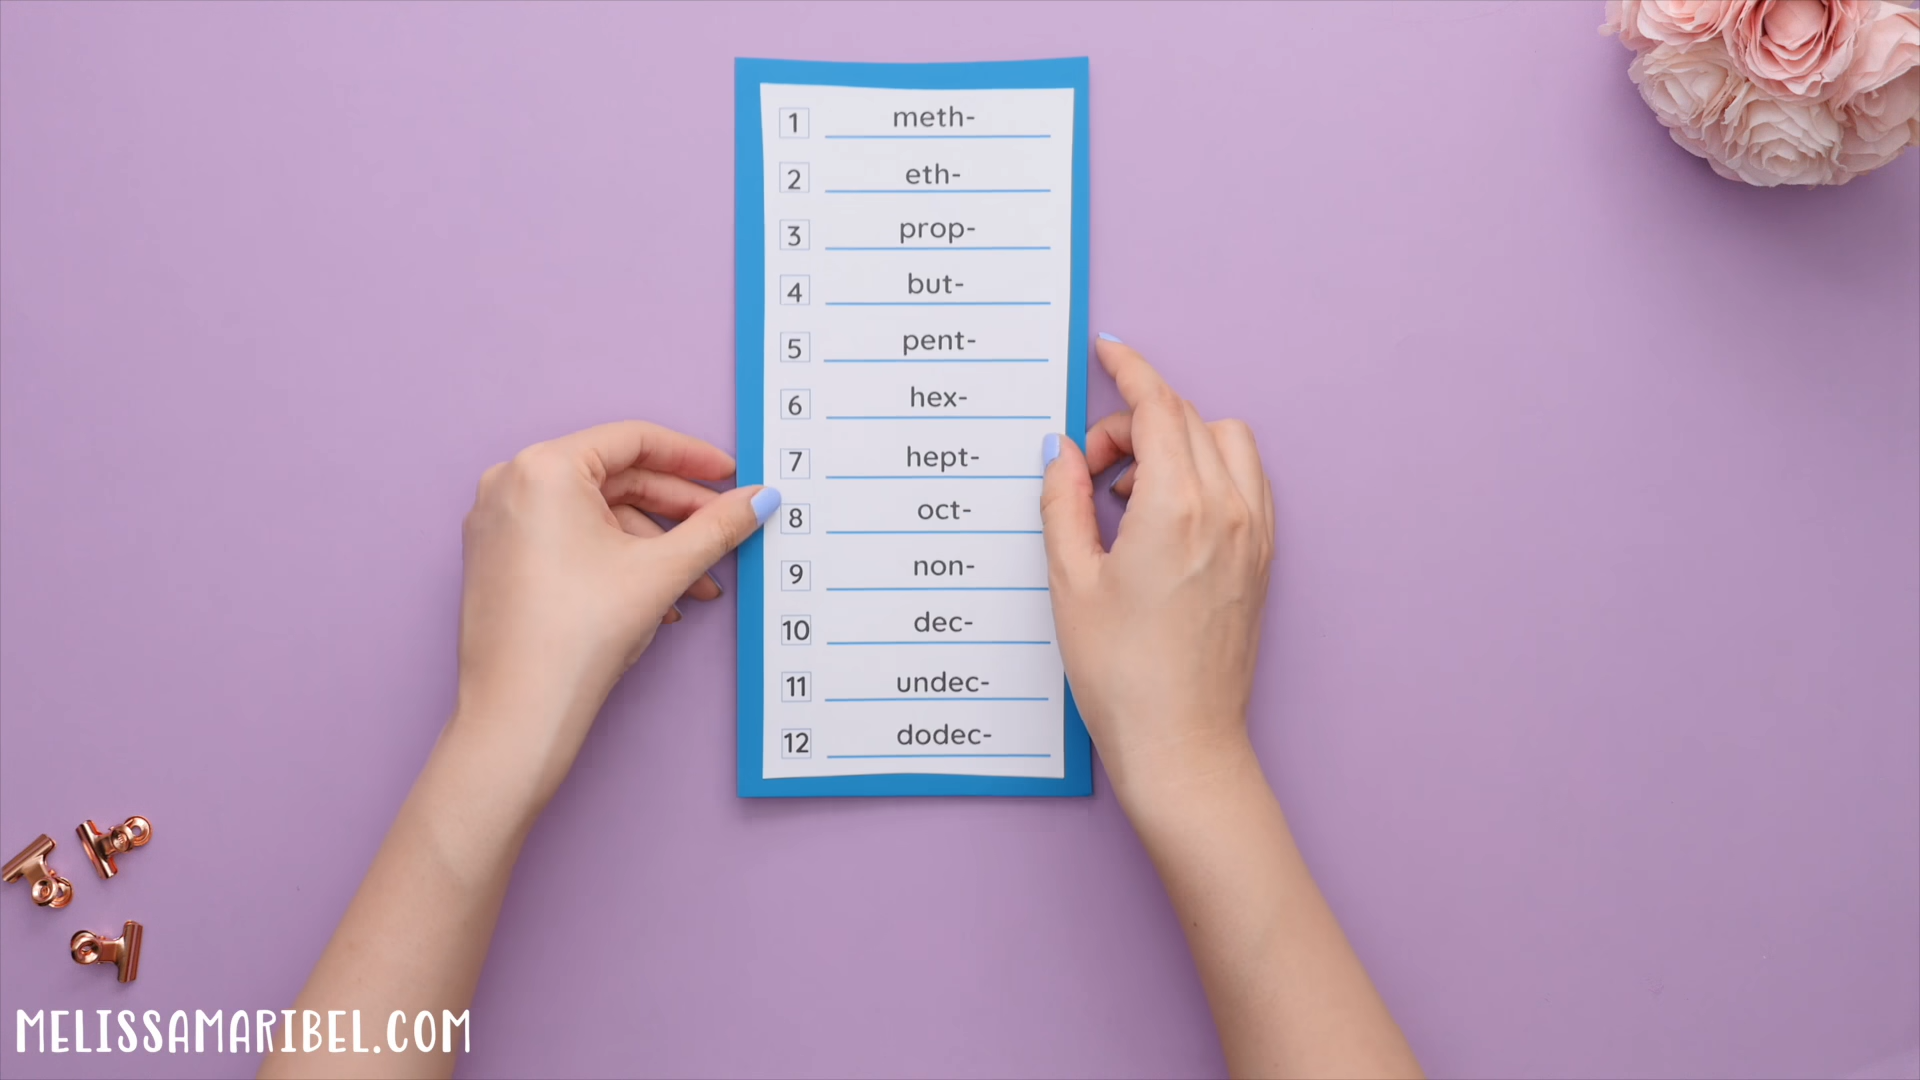 1 meth-
2 eth-
3 prop-
4 but-
5 pent-
6 hex-
7 hept-
8 oct-
9 non-
10 dec-
11 undec-
12 dodec-
MELISSAMARIBEL.COM